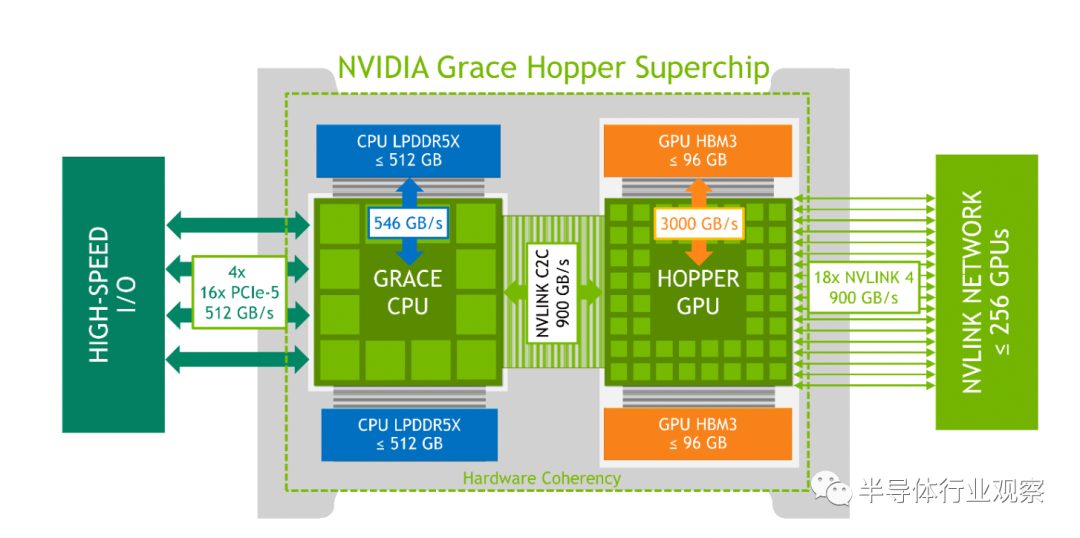 NVIDIA Grace Hopper Superchip
HIGH-SPEED
I/O
4x
16x PCIe-5
512 GB/s
CPU LPDDR5X
≤ 512 GB
546 GB/s
GRACE
CPU
CPU LPDDR5X
≤ 512 GB
NVLINK C2C
900 GB/s
GPU HBM3
≤ 96 GB
3000 GB/s
HOPPER
GPU
GPU HBM3
≤ 96 GB
18x NVLINK 4
900 GB/s
NVLINK NETWORK
≤ 256 GPUs
Hardware Coherency
半导体行业观察